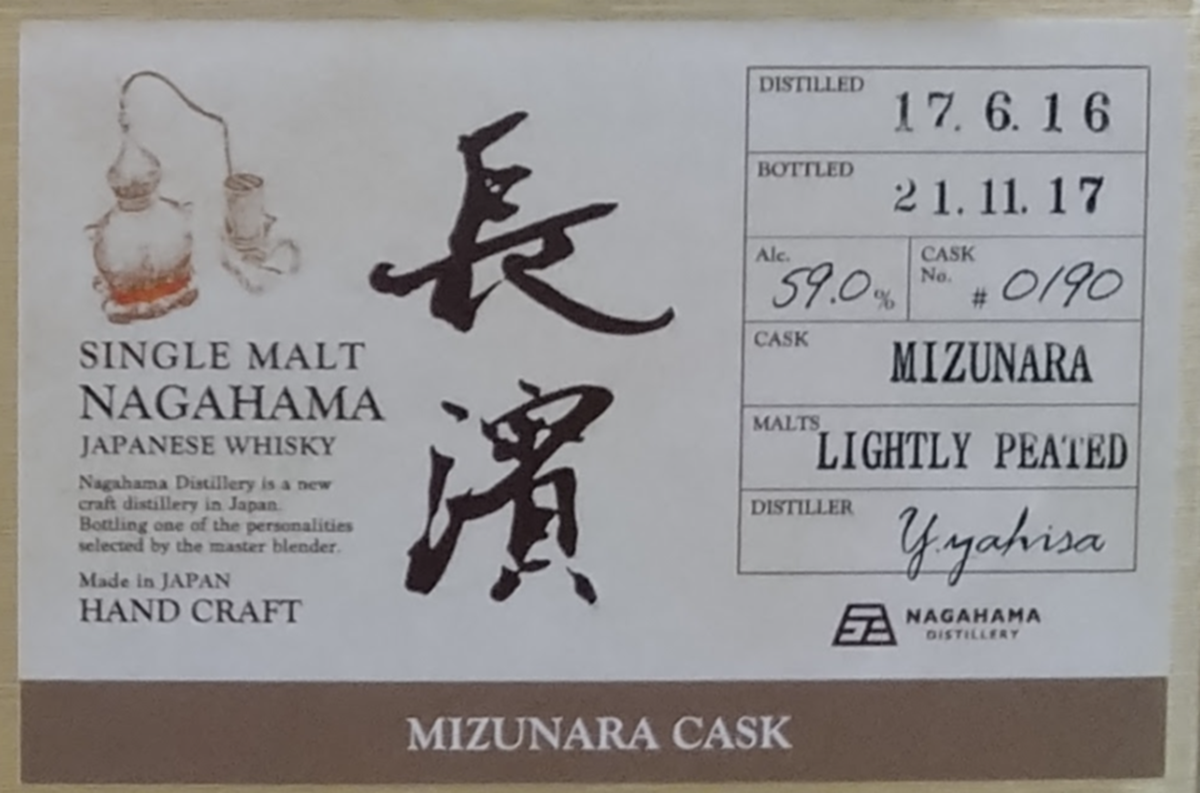 SINGLE MALT
NAGAHAMA
JAPANESE WHISKY
Nagahama Distillery is a new
craft distillery in Japan.
Bottling one of the personalities
selected by the master blender.
Made in JAPAN
HAND CRAFT
長濱
DISTILLED 17. 6. 16
BOTTLED 21. 11. 17
Alc. 59.0%
CASK No. # 0190
CASK MIZUNARA
MALTS LIGHTLY PEATED
DISTILLER Y.yahisa
NAGAHAMA
DISTILLERY
MIZUNARA CASK